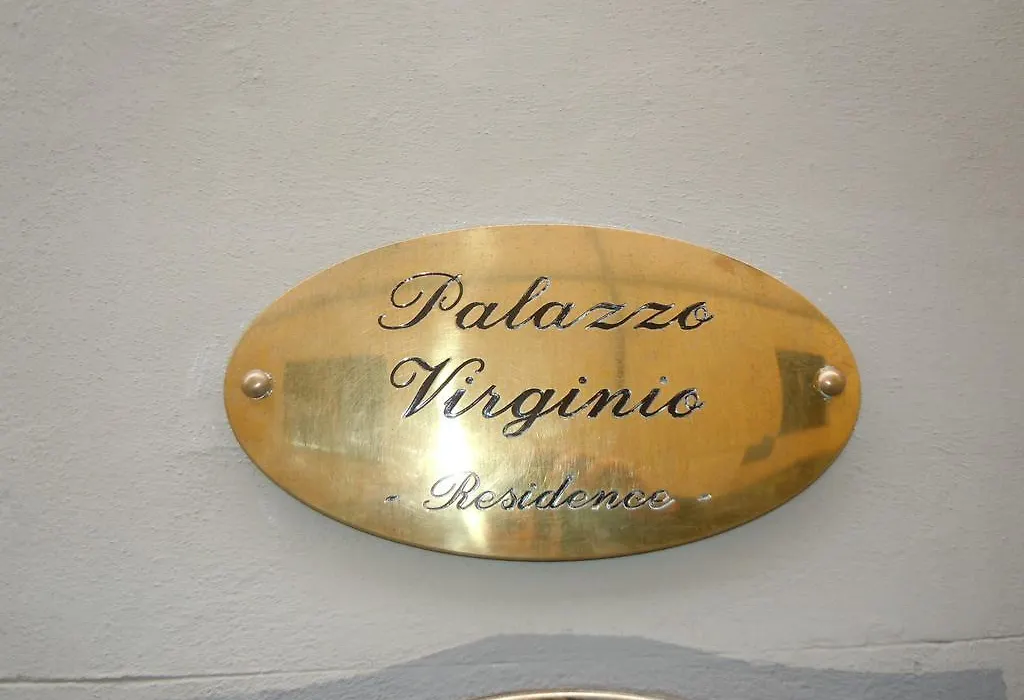 Palazzo
Virginio
- Residence -